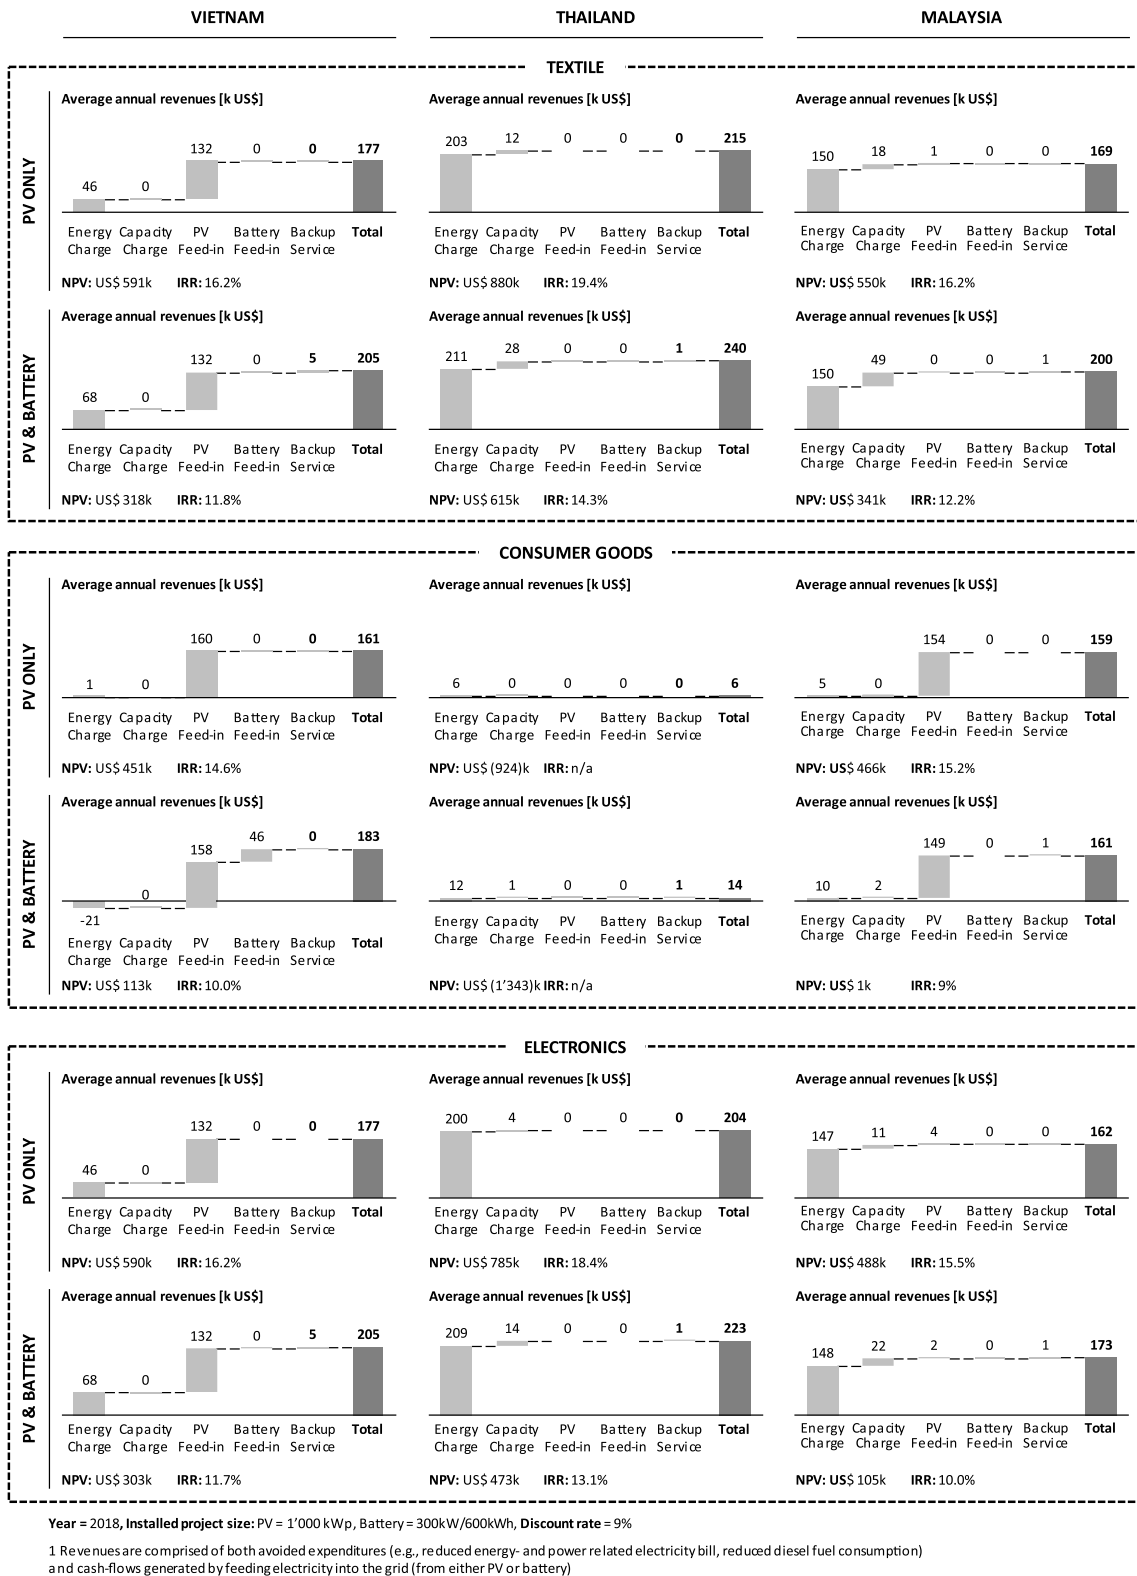 VIETNAM THAILAND MALAYSIA
TEXTILE
PV ONLY
Average annual revenues [k US$]
46 0 132 0 0 177
Energy Capacity PV Battery Backup Total
Charge Charge Feed-in Feed-in Service
NPV: US$ 591k IRR: 16.2%
Average annual revenues [k US$]
203 12 0 0 0 215
Energy Capacity PV Battery Backup Total
Charge Charge Feed-in Feed-in Service
NPV: US$ 880k IRR: 19.4%
Average annual revenues [k US$]
150 18 1 0 0 169
Energy Capacity PV Battery Backup Total
Charge Charge Feed-in Feed-in Service
NPV: US$ 550k IRR: 16.2%
PV & BATTERY
Average annual revenues [k US$]
68 0 132 0 5 205
Energy Capacity PV Battery Backup Total
Charge Charge Feed-in Feed-in Service
NPV: US$ 318k IRR: 11.8%
Average annual revenues [k US$]
211 28 0 0 1 240
Energy Capacity PV Battery Backup Total
Charge Charge Feed-in Feed-in Service
NPV: US$ 615k IRR: 14.3%
Average annual revenues [k US$]
150 49 0 0 1 200
Energy Capacity PV Battery Backup Total
Charge Charge Feed-in Feed-in Service
NPV: US$ 341k IRR: 12.2%
CONSUMER GOODS
PV ONLY
Average annual revenues [k US$]
1 0 160 0 0 161
Energy Capacity PV Battery Backup Total
Charge Charge Feed-in Feed-in Service
NPV: US$ 451k IRR: 14.6%
Average annual revenues [k US$]
6 0 0 0 0 6
Energy Capacity PV Battery Backup Total
Charge Charge Feed-in Feed-in Service
NPV: US$ (924)k IRR: n/a
Average annual revenues [k US$]
5 0 154 0 0 159
Energy Capacity PV Battery Backup Total
Charge Charge Feed-in Feed-in Service
NPV: US$ 466k IRR: 15.2%
PV & BATTERY
Average annual revenues [k US$]
-21 0 158 46 0 183
Energy Capacity PV Battery Backup Total
Charge Charge Feed-in Feed-in Service
NPV: US$ 113k IRR: 10.0%
Average annual revenues [k US$]
12 1 0 0 1 14
Energy Capacity PV Battery Backup Total
Charge Charge Feed-in Feed-in Service
NPV: US$ (1’343)k IRR: n/a
Average annual revenues [k US$]
10 2 149 0 1 161
Energy Capacity PV Battery Backup Total
Charge Charge Feed-in Feed-in Service
NPV: US$ 1k IRR: 9%
ELECTRONICS
PV ONLY
Average annual revenues [k US$]
46 0 132 0 0 177
Energy Capacity PV Battery Backup Total
Charge Charge Feed-in Feed-in Service
NPV: US$ 590k IRR: 16.2%
Average annual revenues [k US$]
200 4 0 0 0 204
Energy Capacity PV Battery Backup Total
Charge Charge Feed-in Feed-in Service
NPV: US$ 785k IRR: 18.4%
Average annual revenues [k US$]
147 11 4 0 0 162
Energy Capacity PV Battery Backup Total
Charge Charge Feed-in Feed-in Service
NPV: US$ 488k IRR: 15.5%
PV & BATTERY
Average annual revenues [k US$]
68 0 132 0 5 205
Energy Capacity PV Battery Backup Total
Charge Charge Feed-in Feed-in Service
NPV: US$ 303k IRR: 11.7%
Average annual revenues [k US$]
209 14 0 0 1 223
Energy Capacity PV Battery Backup Total
Charge Charge Feed-in Feed-in Service
NPV: US$ 473k IRR: 13.1%
Average annual revenues [k US$]
148 22 2 0 1 173
Energy Capacity PV Battery Backup Total
Charge Charge Feed-in Feed-in Service
NPV: US$ 105k IRR: 10.0%
Year = 2018, Installed project size: PV = 1’000 kWp, Battery = 300kW/600kWh, Discount rate = 9%
1 Revenues are comprised of both avoided expenditures (e.g., reduced energy- and power related electricity bill, reduced diesel fuel consumption)
and cash-flows generated by feeding electricity into the grid (from either PV or battery)